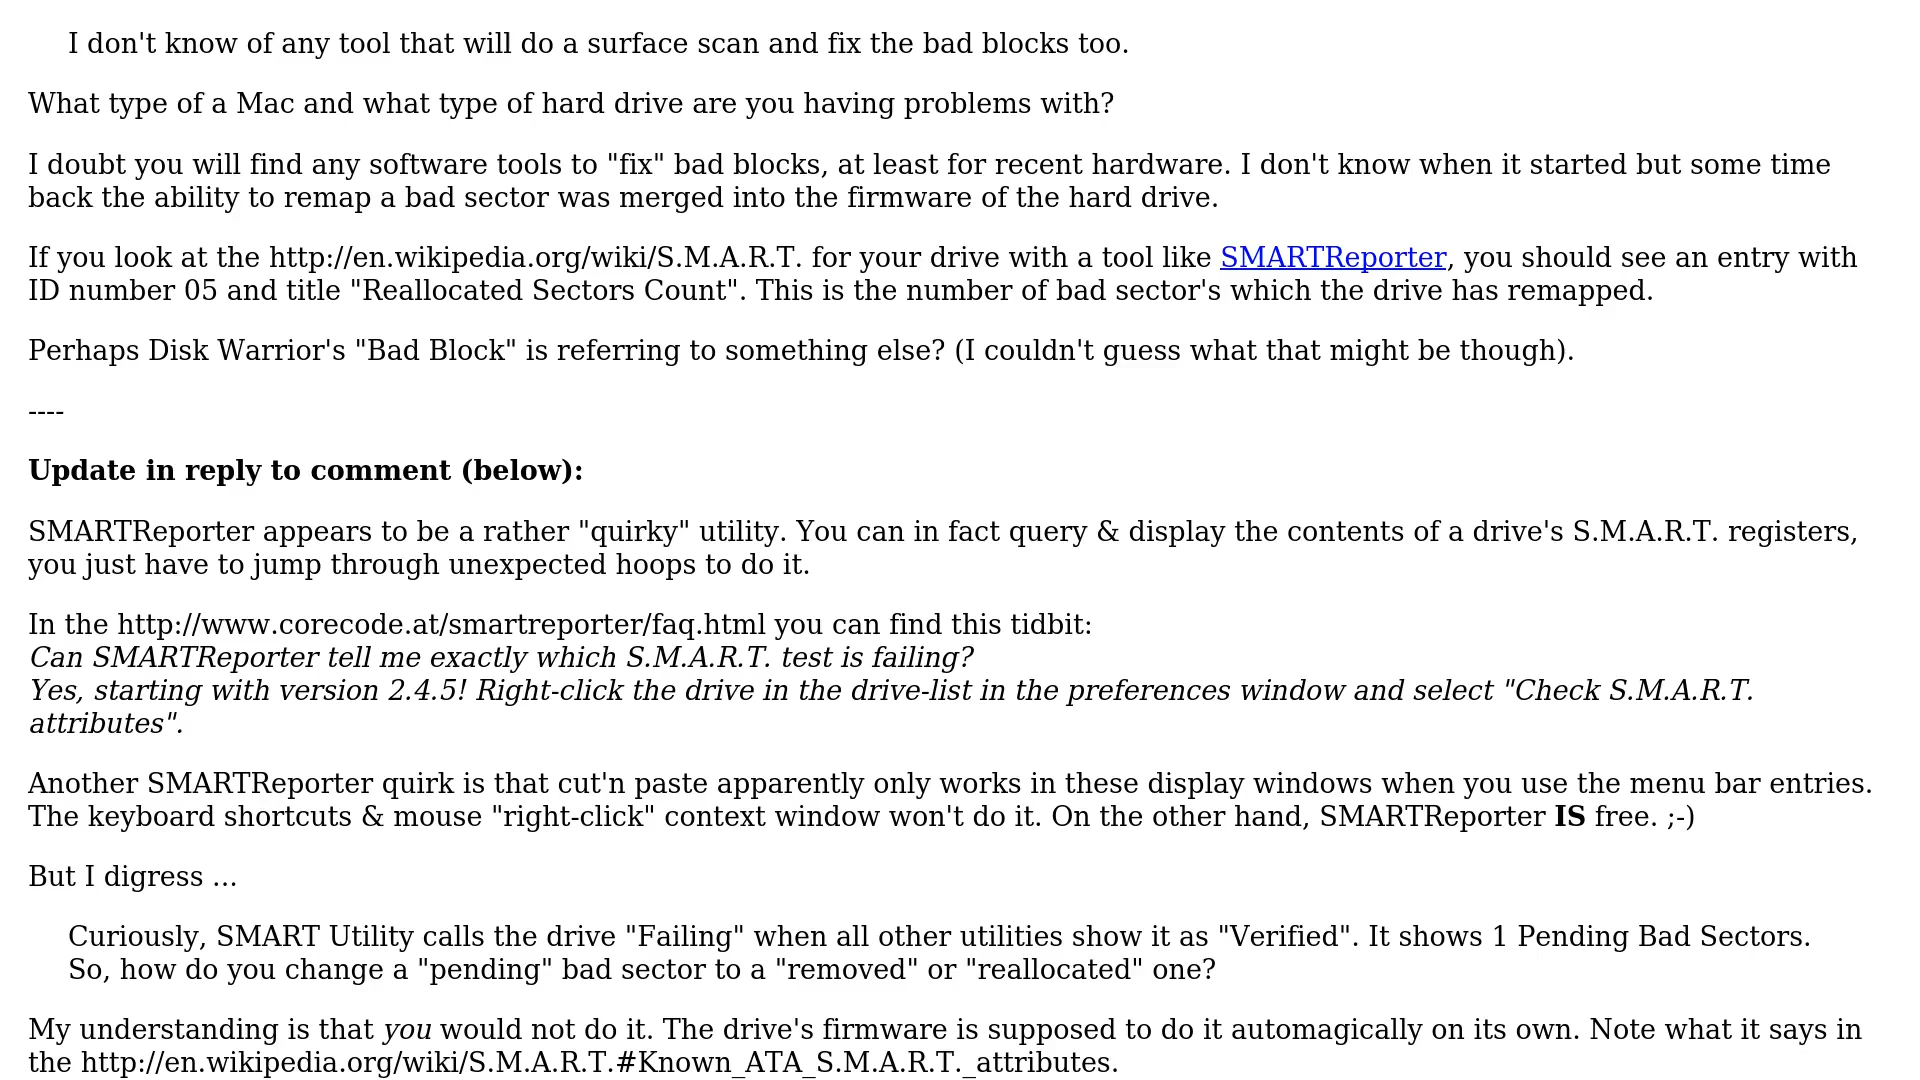 I don't know of any tool that will do a surface scan and fix the bad blocks too.
What type of a Mac and what type of hard drive are you having problems with?
I doubt you will find any software tools to "fix" bad blocks, at least for recent hardware. I don't know when it started but some time
back the ability to remap a bad sector was merged into the firmware of the hard drive.
If you look at the http://en.wikipedia.org/wiki/S.M.A.R.T. for your drive with a tool like SMARTReporter, you should see an entry with
ID number 05 and title "Reallocated Sectors Count". This is the number of bad sector's which the drive has remapped.
Perhaps Disk Warrior's "Bad Block" is referring to something else? (I couldn't guess what that might be though).
----
Update in reply to comment (below):
SMARTReporter appears to be a rather "quirky" utility. You can in fact query & display the contents of a drive's S.M.A.R.T. registers,
you just have to jump through unexpected hoops to do it.
In the http://www.corecode.at/smartreporter/faq.html you can find this tidbit:
Can SMARTReporter tell me exactly which S.M.A.R.T. test is failing?
Yes, starting with version 2.4.5! Right-click the drive in the drive-list in the preferences window and select "Check S.M.A.R.T.
attributes".
Another SMARTReporter quirk is that cut'n paste apparently only works in these display windows when you use the menu bar entries.
The keyboard shortcuts & mouse "right-click" context window won't do it. On the other hand, SMARTReporter IS free. ;-)
But I digress ...
Curiously, SMART Utility calls the drive "Failing" when all other utilities show it as "Verified". It shows 1 Pending Bad Sectors.
So, how do you change a "pending" bad sector to a "removed" or "reallocated" one?
My understanding is that you would not do it. The drive's firmware is supposed to do it automagically on its own. Note what it says in
the http://en.wikipedia.org/wiki/S.M.A.R.T.#Known_ATA_S.M.A.R.T._attributes.